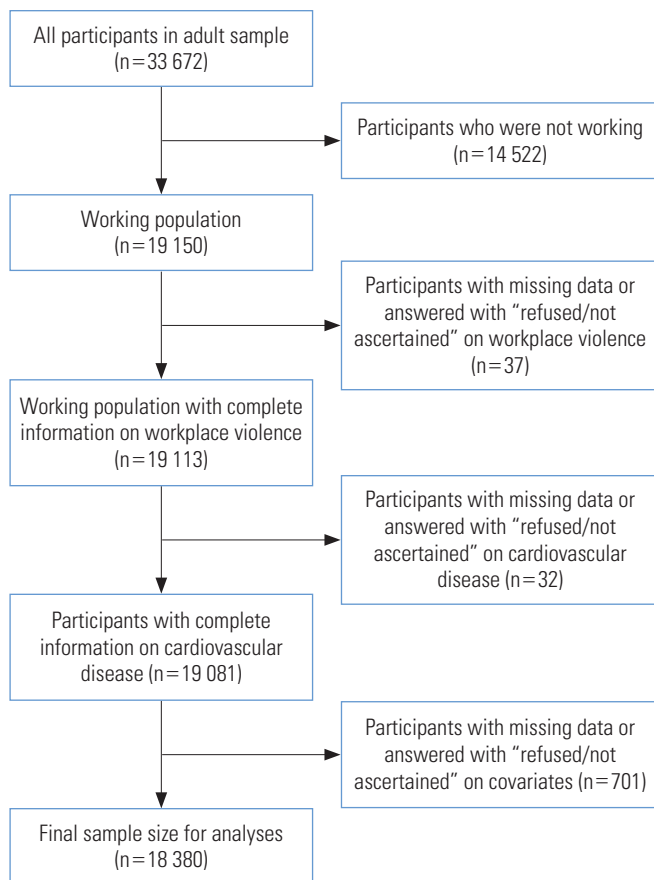 All participants in adult sample
(n=33 672)
Participants who were not working
(n=14 522)
Working population
(n=19 150)
Participants with missing data or
answered with “refused/not
ascertained” on workplace violence
(n=37)
Working population with complete
information on workplace violence
(n=19 113)
Participants with missing data or
answered with “refused/not
ascertained” on cardiovascular
disease (n=32)
Participants with complete
information on cardiovascular
disease (n=19 081)
Participants with missing data or
answered with “refused/not
ascertained” on covariates (n=701)
Final sample size for analyses
(n=18 380)